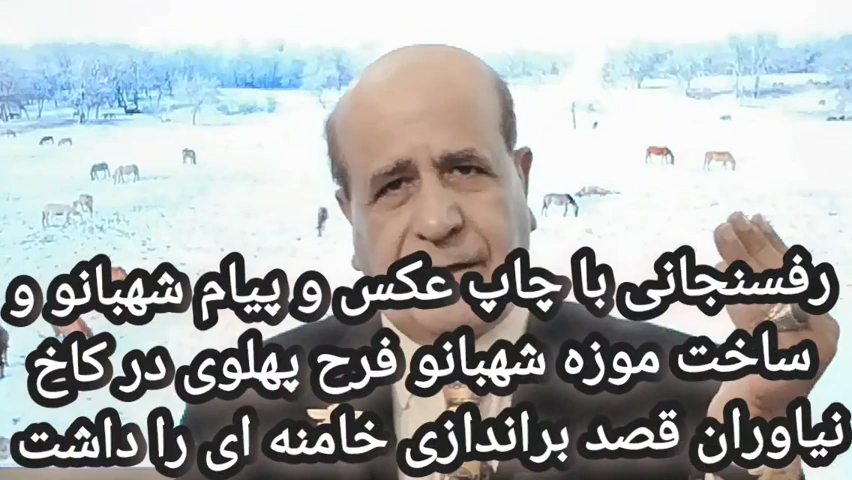 رفسنجانی با چاپ عکس و پیام شهبانو و
ساخت موزه شهبانو فرح پهلوی در کاخ
نیاوران قصد براندازی خامنه ای را داشت